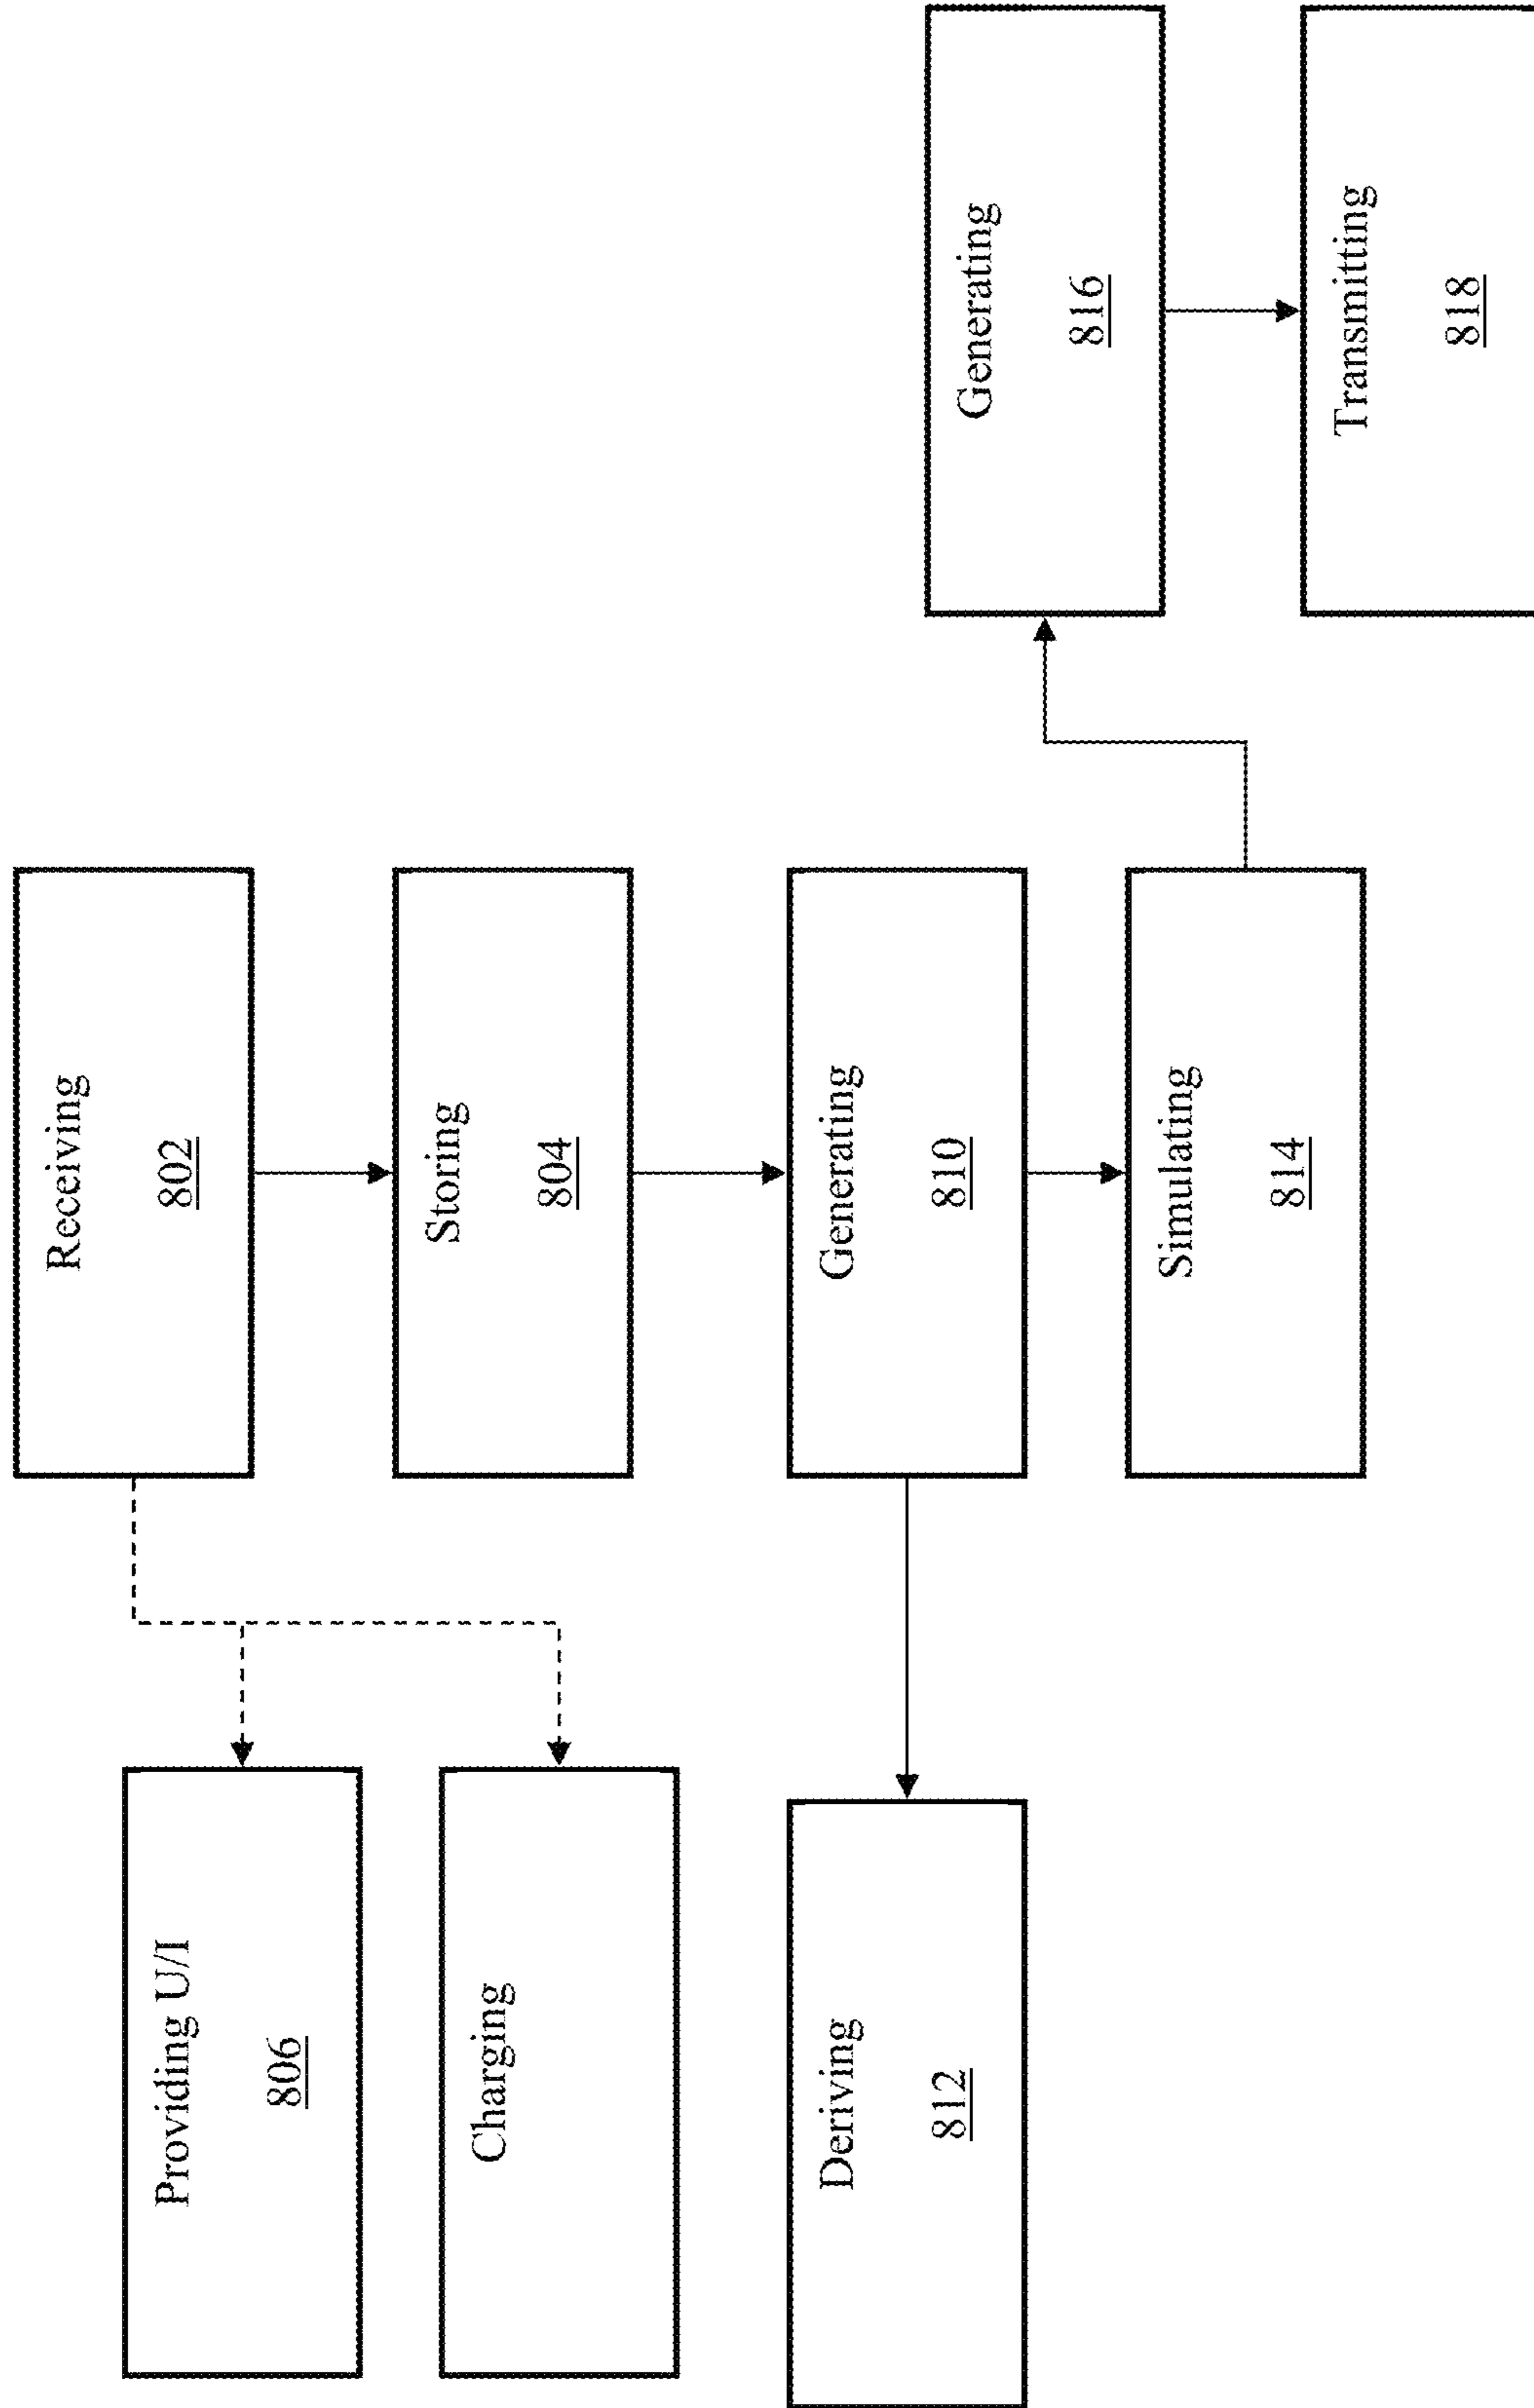 Receiving
802
Providing U/I
806
Storing
804
Charging
Generating
810
Deriving
812
Simulating
814
Generating
816
Transmitting
818